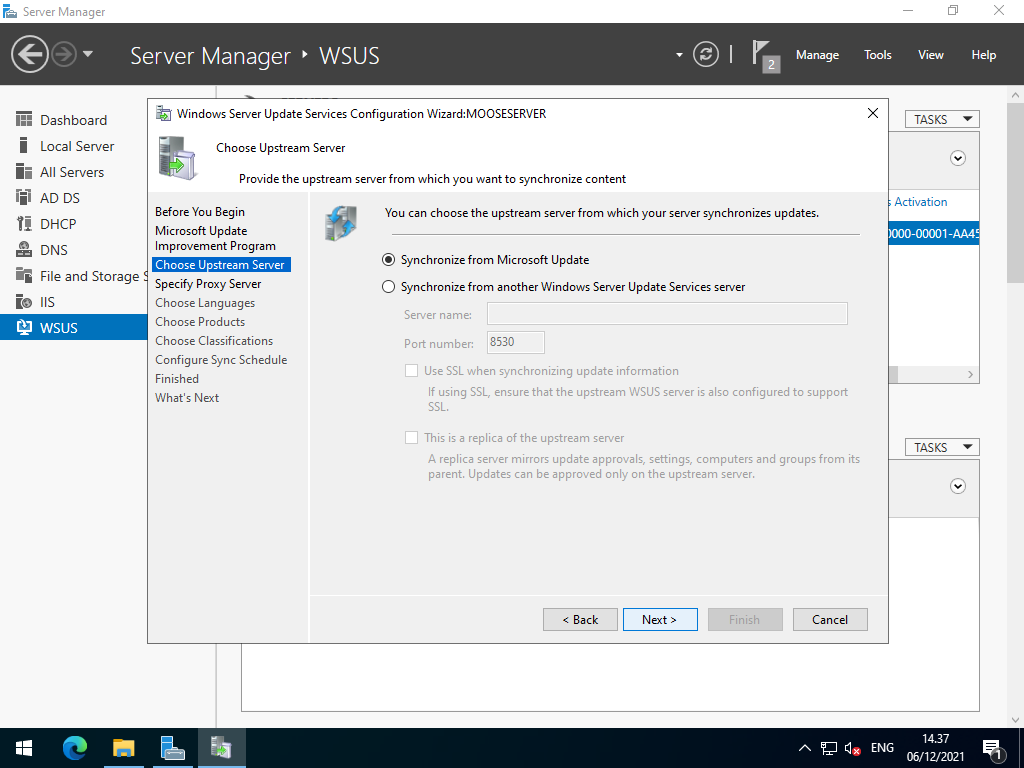 Server Manager
Server Manager ‣ WSUS
2
Manage
Tools
View
Help
Dashboard
Local Server
All Servers
AD DS
DHCP
DNS
File and Storage S
IIS
WSUS
TASKS
Activation
0000-00001-AA45
TASKS
Windows Server Update Services Configuration Wizard:MOOSESERVER
Choose Upstream Server
Provide the upstream server from which you want to synchronize content
Before You Begin
Microsoft Update
Improvement Program
Choose Upstream Server
Specify Proxy Server
Choose Languages
Choose Products
Choose Classifications
Configure Sync Schedule
Finished
What's Next
You can choose the upstream server from which your server synchronizes updates.
Synchronize from Microsoft Update
Synchronize from another Windows Server Update Services server
Server name:
Port number:
8530
Use SSL when synchronizing update information
If using SSL, ensure that the upstream WSUS server is also configured to support
SSL.
This is a replica of the upstream server
A replica server mirrors update approvals, settings, computers and groups from its
parent. Updates can be approved only on the upstream server.
< Back
Next >
Finish
Cancel
ENG
14.37
06/12/2021
1